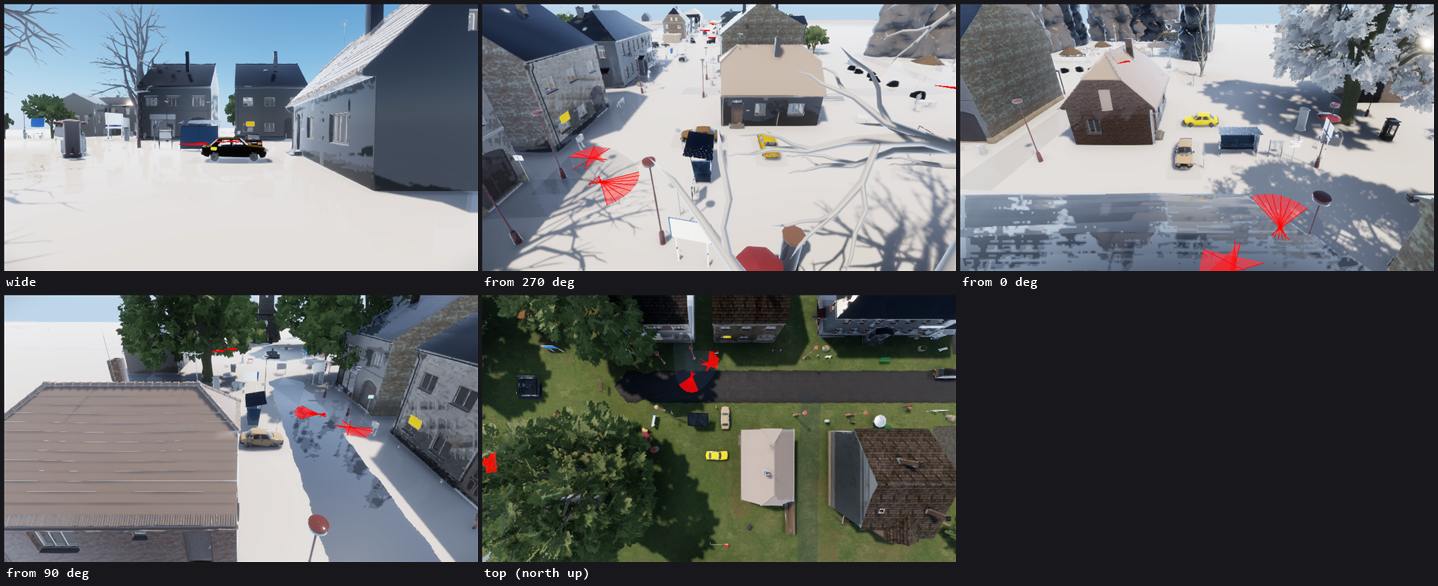 wide
from 270 deg
from 0 deg
from 90 deg
top (north up)